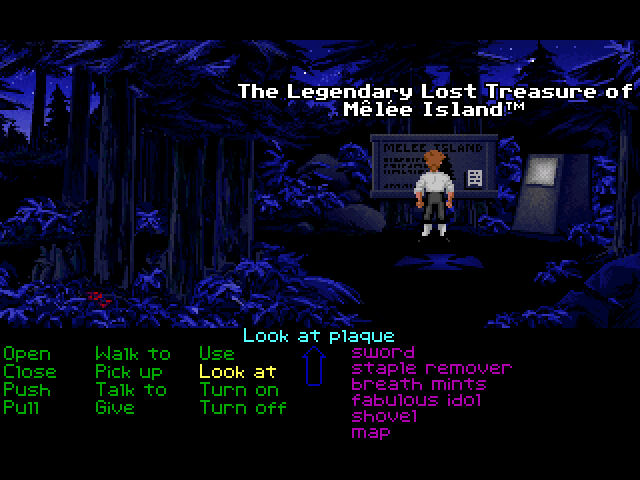 The Legendary Lost Treasure of
Mêlée Island™
MELEE ISLAND
Look at plaque
Open Walk to Use sword
Close Pick up Look at staple remover
Push Talk to Turn on breath mints
Pull Give Turn off fabulous idol
shovel
map